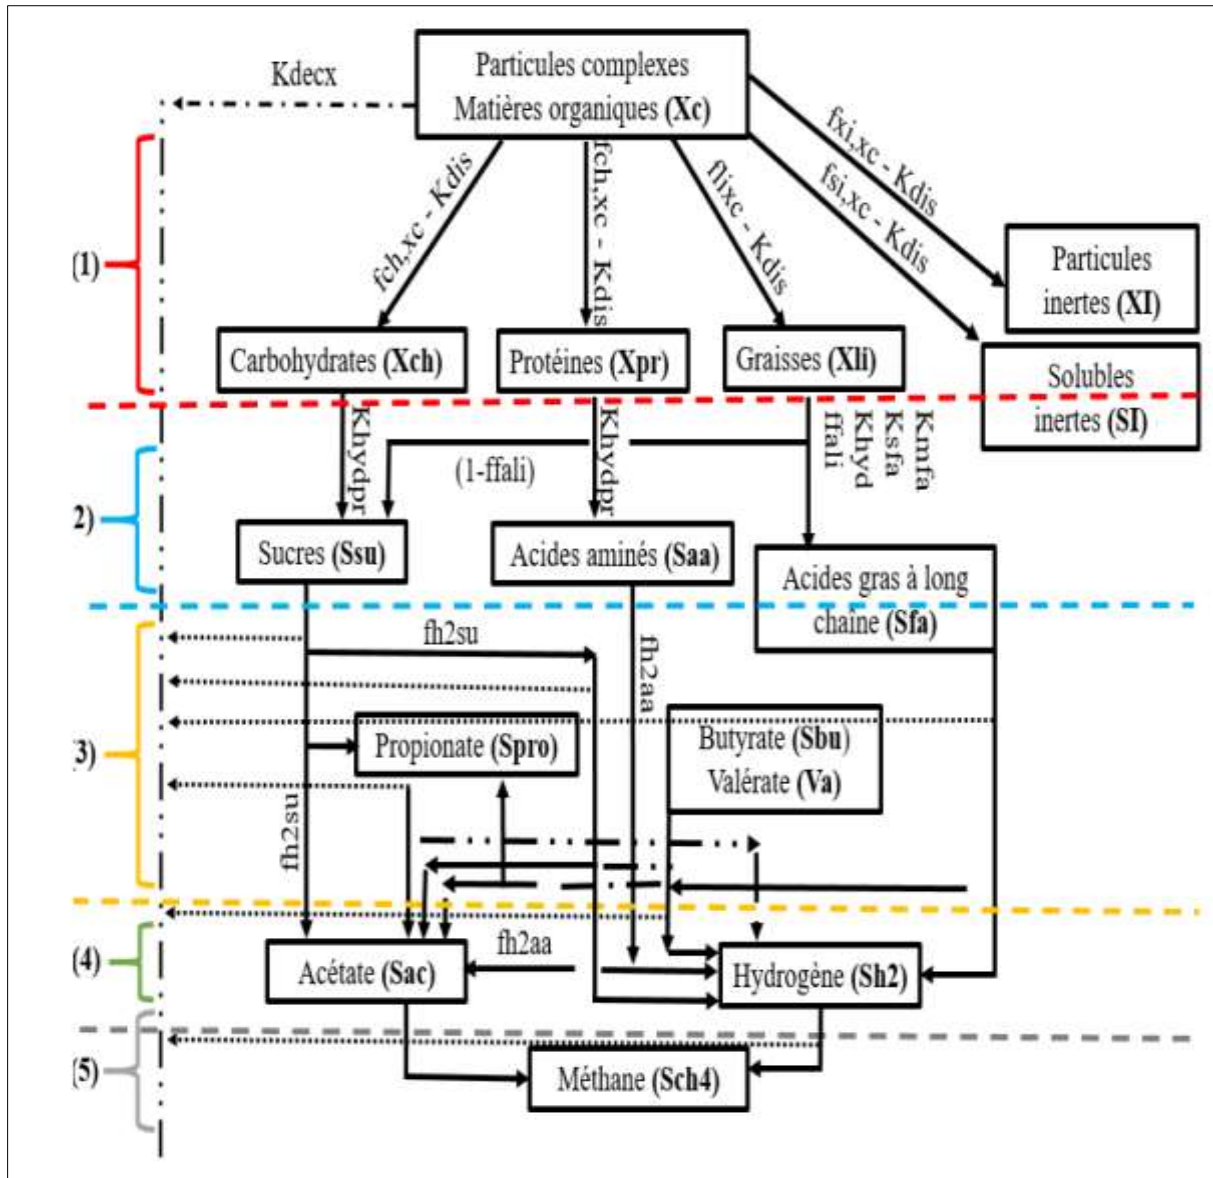 Particules complexes
Matières organiques (Xc)
Kdecx
fch,xc - Kdis
fch,xc - Kdis
flixc - Kdis
fxi,xc - Kdis
fsi,xc - Kdis
(1)
Particules
inertes (XI)
Carbohydrates (Xch)
Protéines (Xpr)
Graisses (Xli)
Solubles
inertes (SI)
Khydpr
Khydpr
(1-ffali)
ffali
Khyd
Ksfa
Kmfa
2)
Sucres (Ssu)
Acides aminés (Saa)
Acides gras à long
chaîne (Sfa)
fh2su
fh2aa
3)
Propionate (Spro)
Butyrate (Sbu)
Valérate (Va)
fh2su
(4)
Acétate (Sac)
fh2aa
Hydrogène (Sh2)
(5)
Méthane (Sch4)